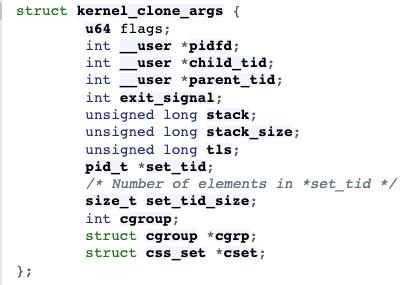 struct kernel_clone_args {
u64 flags;
int __user *pidfd;
int __user *child_tid;
int __user *parent_tid;
int exit_signal;
unsigned long stack;
unsigned long stack_size;
unsigned long tls;
pid_t *set_tid;
/* Number of elements in *set_tid */
size_t set_tid_size;
int cgroup;
struct cgroup *cgrp;
struct css_set *cset;
};